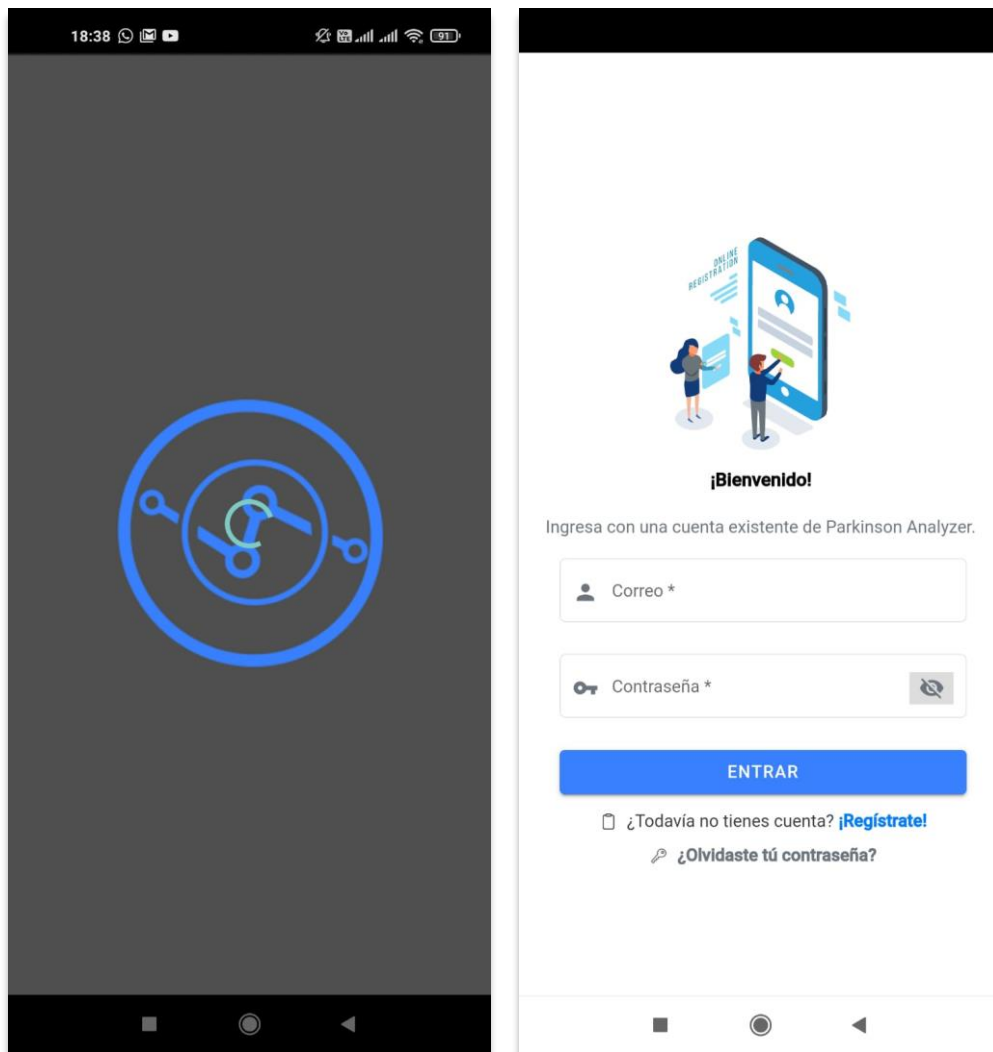 18:38
91
ONLINE
REGISTRATION
¡Bienvenido!
Ingresa con una cuenta existente de Parkinson Analyzer.
Correo *
Contraseña *
ENTRAR
¿Todavía no tienes cuenta? ¡Regístrate!
¿Olvidaste tú contraseña?